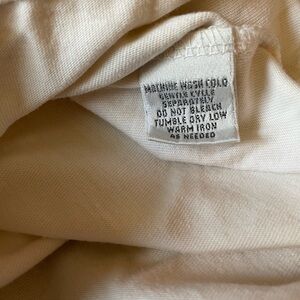 MACHINE WASH COLD
GENTLE CYCLE
SEPARATELY
DO NOT BLEACH
TUMBLE DRY LOW
WARM IRON
AS NEEDED